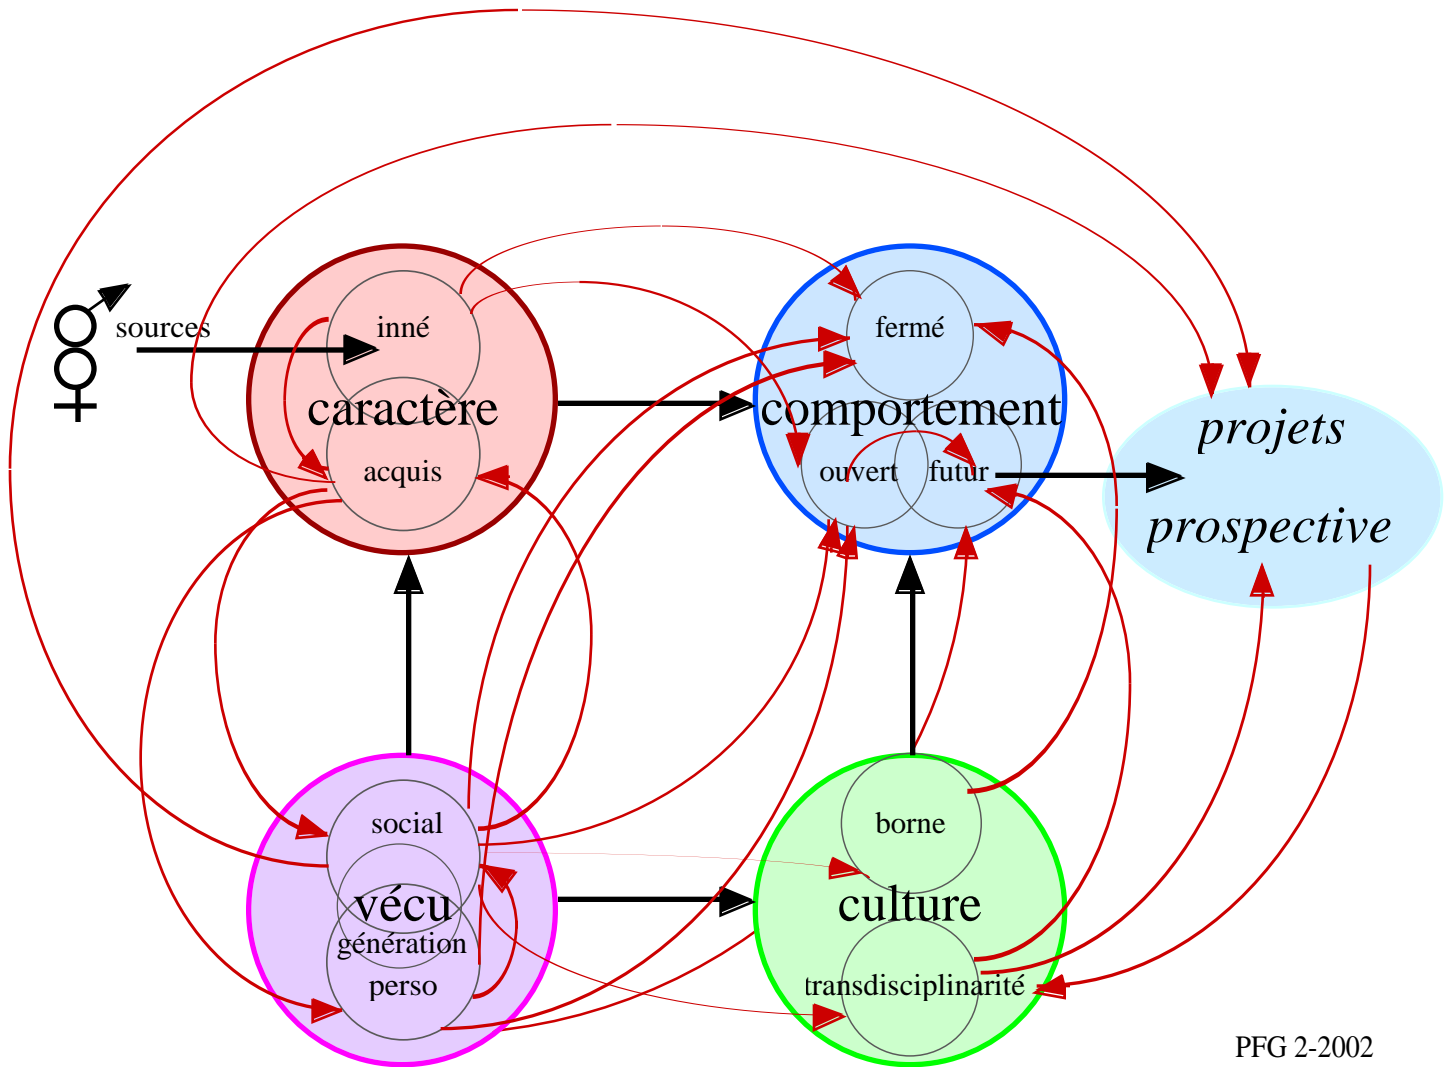 sources
inné
caractère
acquis
fermé
comportement
ouvert
futur
projets
prospective
social
vécu
génération
perso
borne
culture
transdisciplinarité
PFG 2-2002